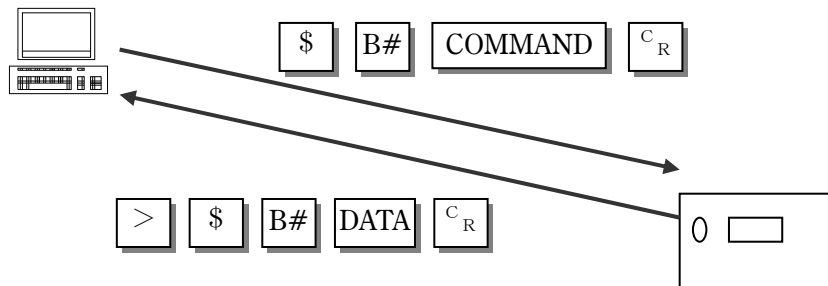 $ B# COMMAND CR
> $ B# DATA CR